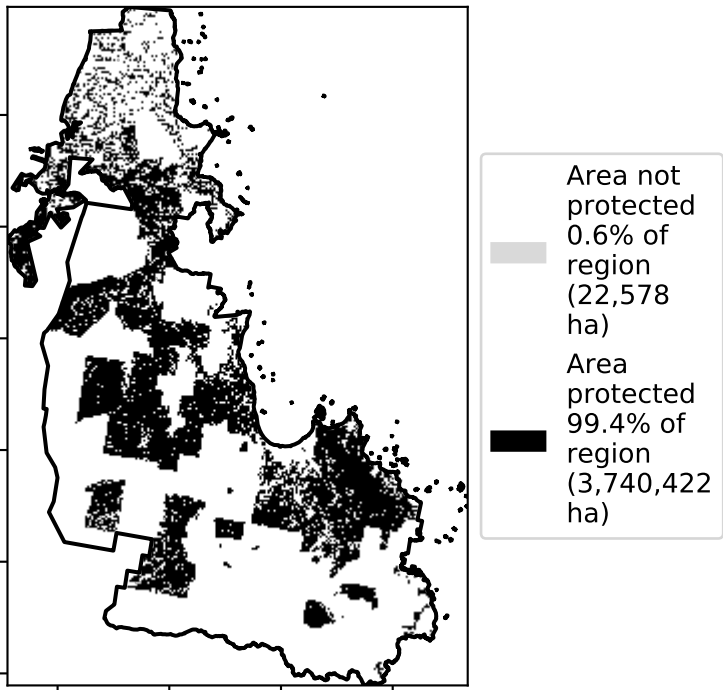 Area not
protected
0.6% of
region
(22,578
ha)
Area
protected
99.4% of
region
(3,740,422
ha)